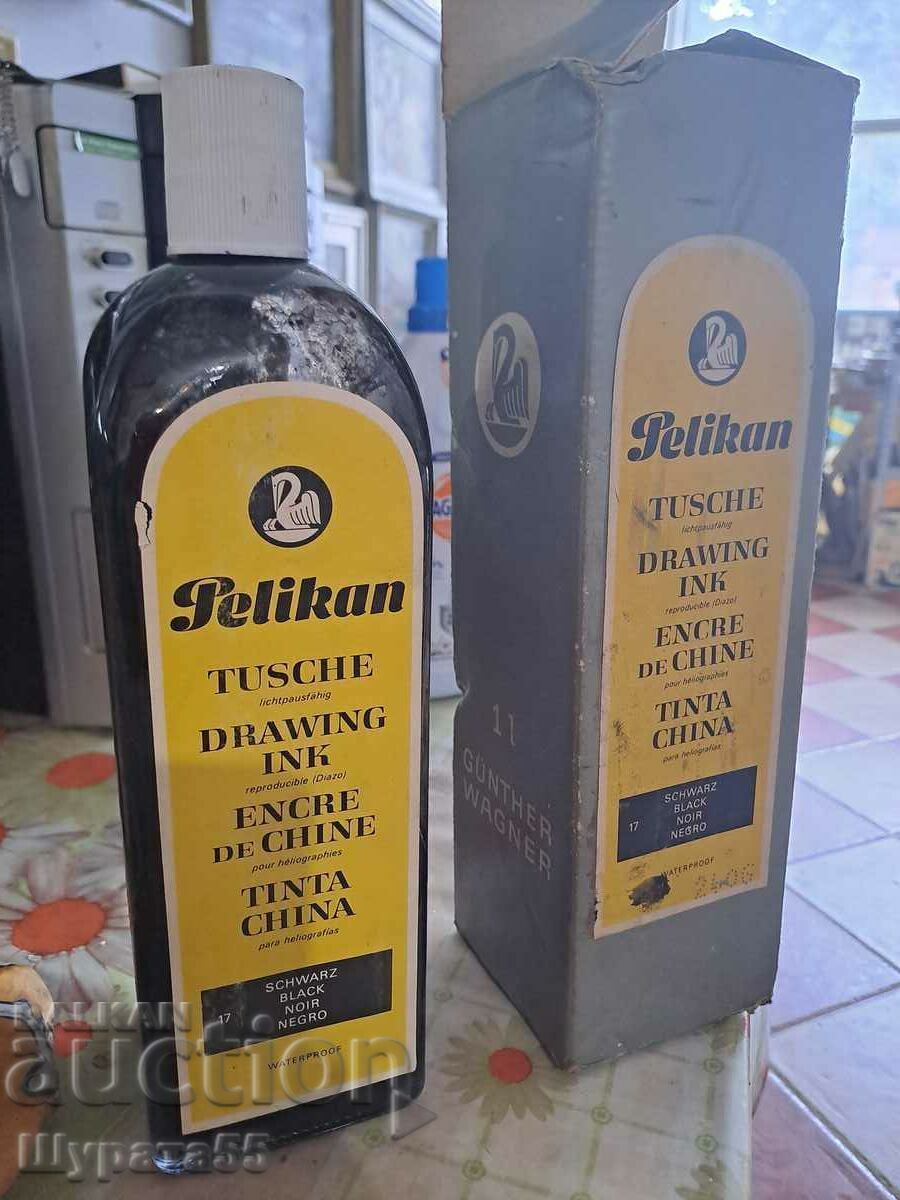 Pelikan
TUSCHE
lichtpausfähig
DRAWING
INK
reproducible (Diazo)
ENCRE
DE CHINE
pour héliographies
TINTA
CHINA
para heliografías
17
SCHWARZ
BLACK
NOIR
NEGRO
WATERPROOF
1 l
GÜNTHER
WAGNER
Pelikan
TUSCHE
lichtpausfähig
DRAWING
INK
reproducible (Diazo)
ENCRE
DE CHINE
pour héliographies
TINTA
CHINA
para heliografías
17
SCHWARZ
BLACK
NOIR
NEGRO
WATERPROOF
BALKAN
auction
Шурата55